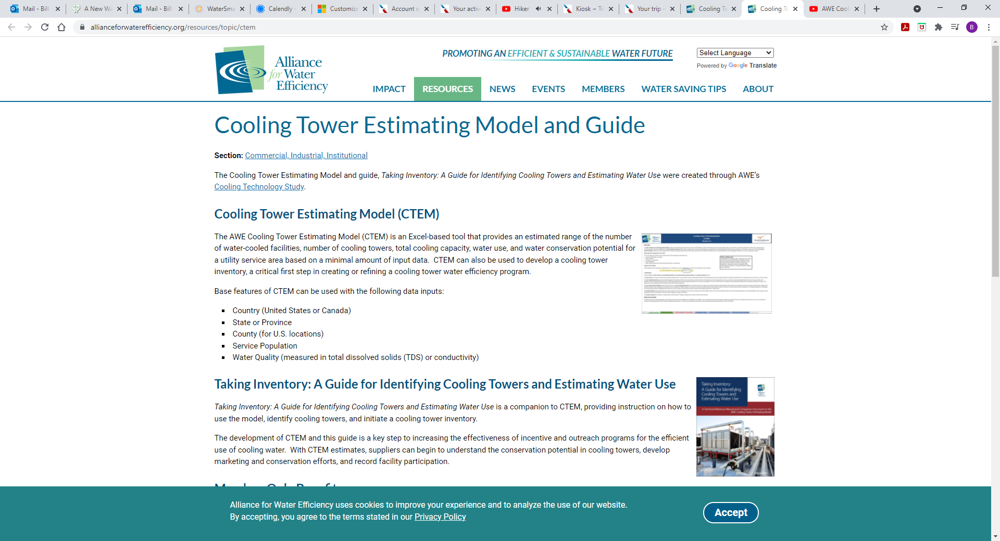 Mail - Bill
A New Wa
Mail - Bill
WaterSma
Calendly
Customize
Account s
Your activ
Hiker
Kiosk – Tr
Your trip –
Cooling Te
Cooling To
AWE Cool
allianceforwaterefficiency.org/resources/topic/ctem
B
Alliance
for Water
Efficiency
PROMOTING AN EFFICIENT & SUSTAINABLE WATER FUTURE
Select Language
Powered by Google Translate
IMPACT RESOURCES NEWS EVENTS MEMBERS WATER SAVING TIPS ABOUT
Cooling Tower Estimating Model and Guide
Section: Commercial, Industrial, Institutional
The Cooling Tower Estimating Model and guide, Taking Inventory: A Guide for Identifying Cooling Towers and Estimating Water Use were created through AWE's
Cooling Technology Study.
Cooling Tower Estimating Model (CTEM)
The AWE Cooling Tower Estimating Model (CTEM) is an Excel-based tool that provides an estimated range of the number
of water-cooled facilities, number of cooling towers, total cooling capacity, water use, and water conservation potential for
a utility service area based on a minimal amount of input data. CTEM can also be used to develop a cooling tower
inventory, a critical first step in creating or refining a cooling tower water efficiency program.
Base features of CTEM can be used with the following data inputs:
▪ Country (United States or Canada)
▪ State or Province
▪ County (for U.S. locations)
▪ Service Population
▪ Water Quality (measured in total dissolved solids (TDS) or conductivity)
Taking Inventory: A Guide for Identifying Cooling Towers and Estimating Water Use
Taking Inventory: A Guide for Identifying Cooling Towers and Estimating Water Use is a companion to CTEM, providing instruction on how to
use the model, identify cooling towers, and initiate a cooling tower inventory.
The development of CTEM and this guide is a key step to increasing the effectiveness of incentive and outreach programs for the efficient
use of cooling water. With CTEM estimates, suppliers can begin to understand the conservation potential in cooling towers, develop
marketing and conservation efforts, and record facility participation.
Taking Inventory:
A Guide for Identifying
Cooling Towers and
Estimating Water Use
A Technical Reference Manual and Companion Document to the
AWE Cooling Tower Estimating Model
Alliance for Water Efficiency uses cookies to improve your experience and to analyze the use of our website.
By accepting, you agree to the terms stated in our Privacy Policy
Accept